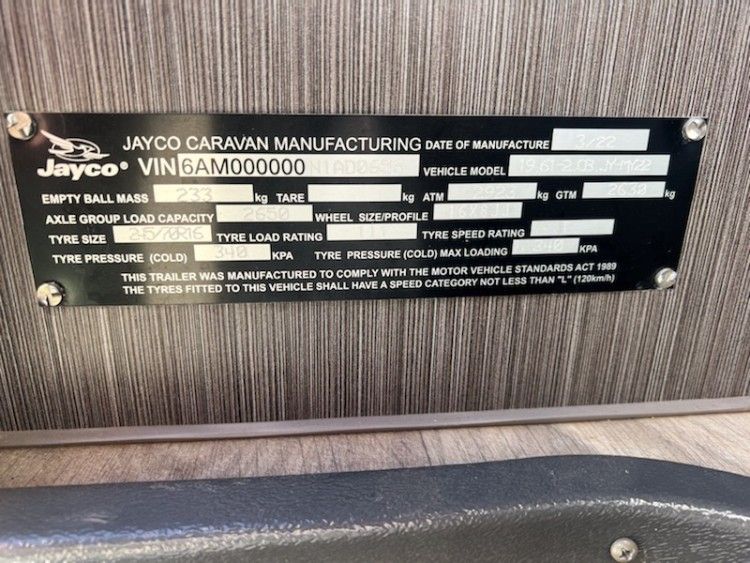 JAYCO CARAVAN MANUFACTURING DATE OF MANUFACTURE 3/22
Jayco VIN 6AM000000 VEHICLE MODEL
EMPTY BALL MASS 233 kg TARE kg ATM kg GTM 2630 kg
AXLE GROUP LOAD CAPACITY 2650 WHEEL SIZE/PROFILE
TYRE SIZE 245/70R16 TYRE LOAD RATING 111 TYRE SPEED RATING
TYRE PRESSURE (COLD) 340 KPA TYRE PRESSURE (COLD) MAX LOADING 340 KPA
THIS TRAILER WAS MANUFACTURED TO COMPLY WITH THE MOTOR VEHICLE STANDARDS ACT 1989
THE TYRES FITTED TO THIS VEHICLE SHALL HAVE A SPEED CATEGORY NOT LESS THAN "L" (120km/h)